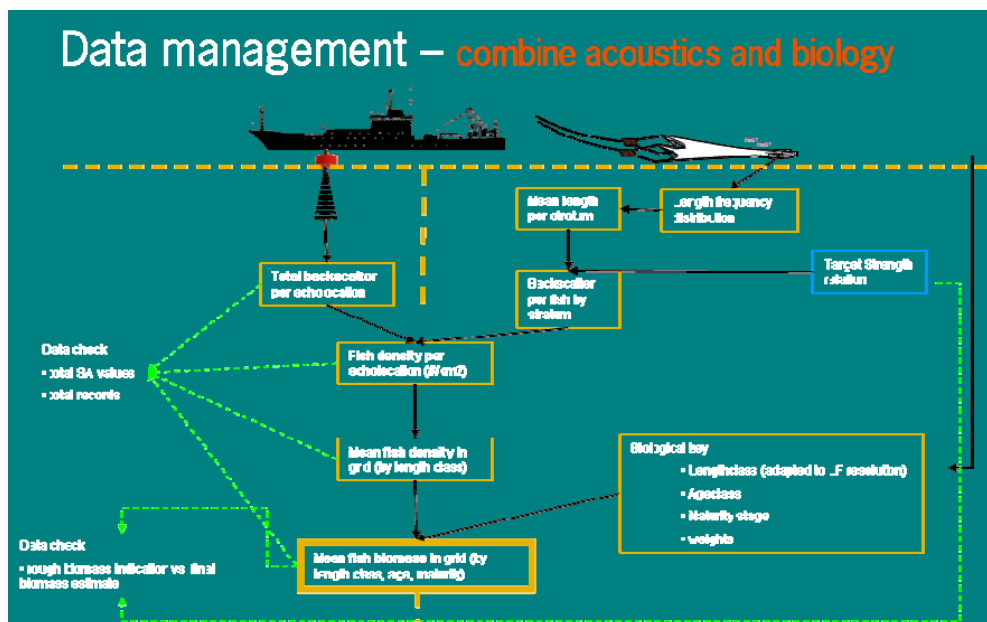 Data management – combine acoustics and biology
Mean length
per stratum
Length frequency
distribution
Total backscatter
per echolocation
Backscatter
per fish by
stratum
Target Strength
relation
Data check
• total SA values
• total records
Fish density per
echolocation (#/nm2)
Mean fish density in
grid (by length class)
Biological key
• Lengthclass (adapted to LF resolution)
• Ageclass
• Maturity stage
• weights
Data check
• rough biomass indicator vs final
biomass estimate
Mean fish biomass in grid (by
length class, age, maturity)